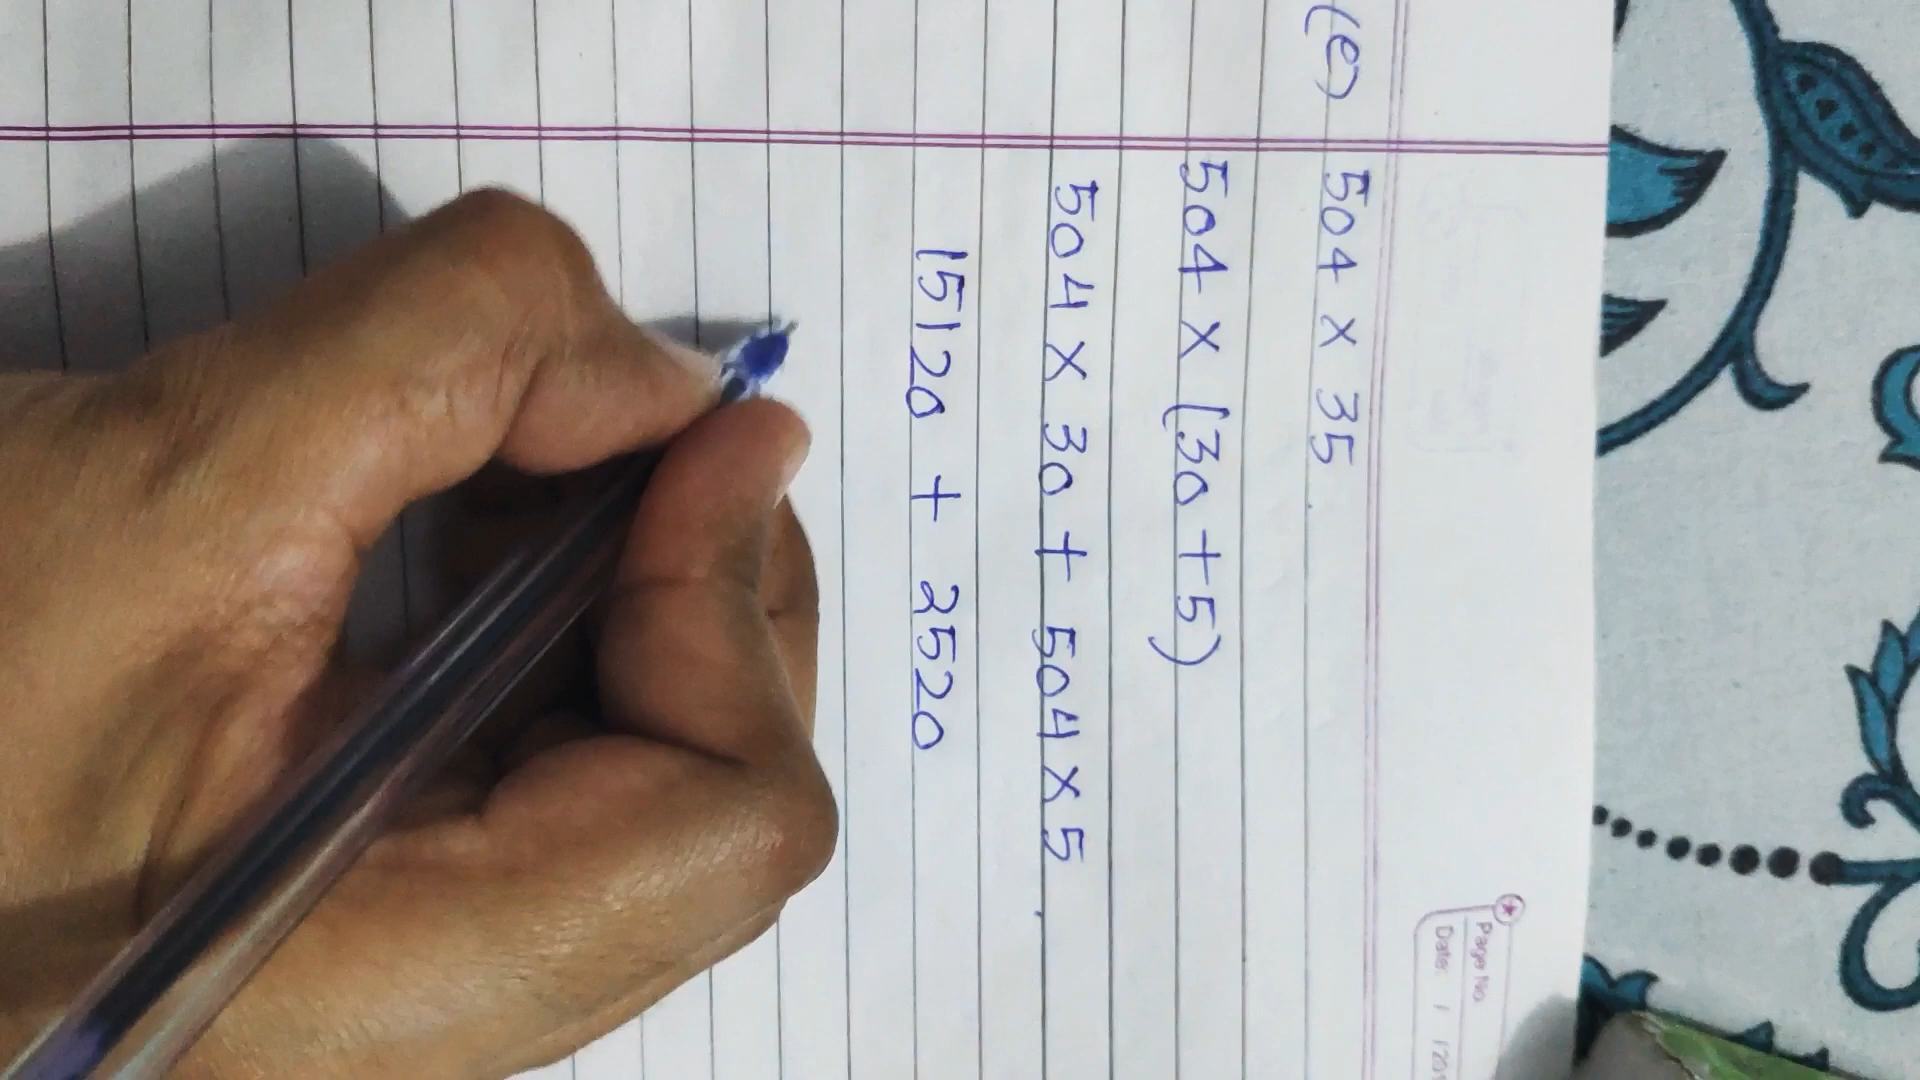 Page No.
Date: / /20
(e) 504 × 35
504 × (30 + 5)
504 × 30 + 504 × 5
15120 + 2520